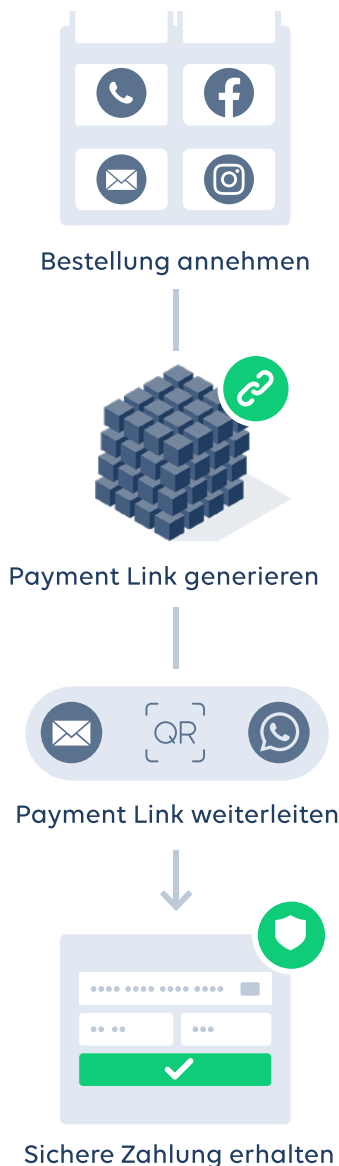 Bestellung annehmen
Payment Link generieren
QR
Payment Link weiterleiten
Sichere Zahlung erhalten